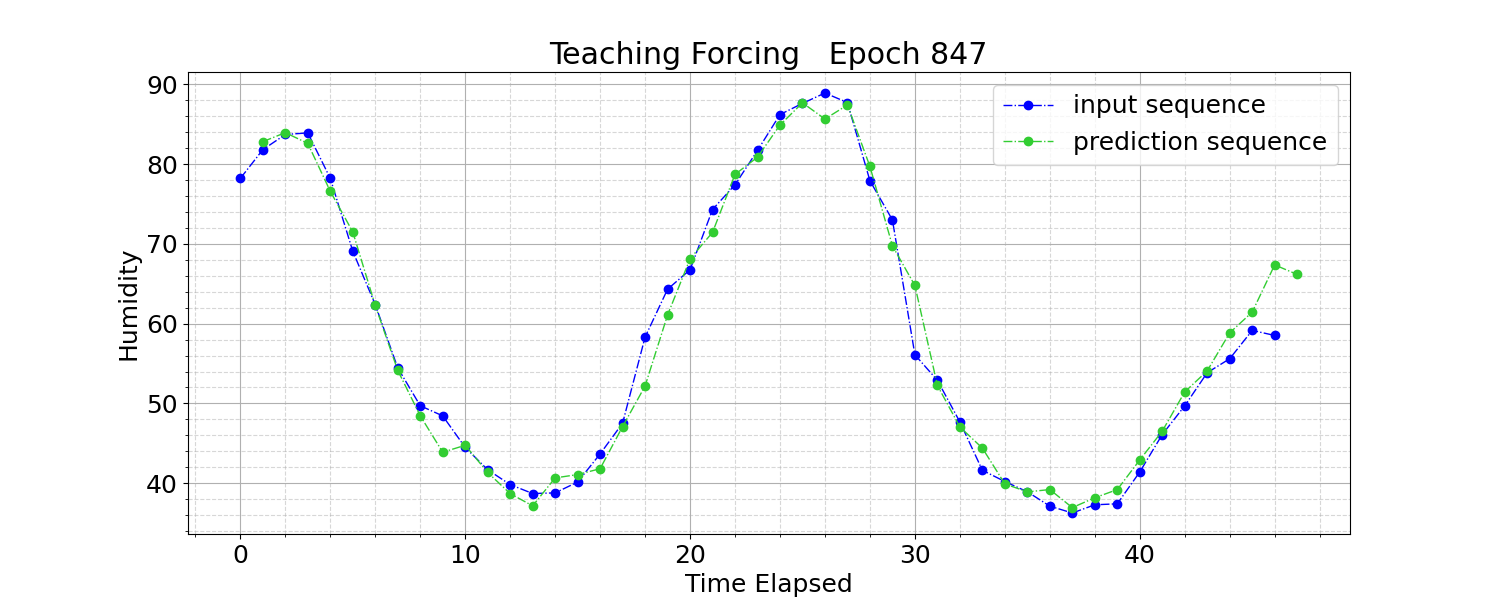 Teaching Forcing   Epoch 847
90
80
70
60
50
40
Humidity
input sequence
prediction sequence
0 10 20 30 40
Time Elapsed